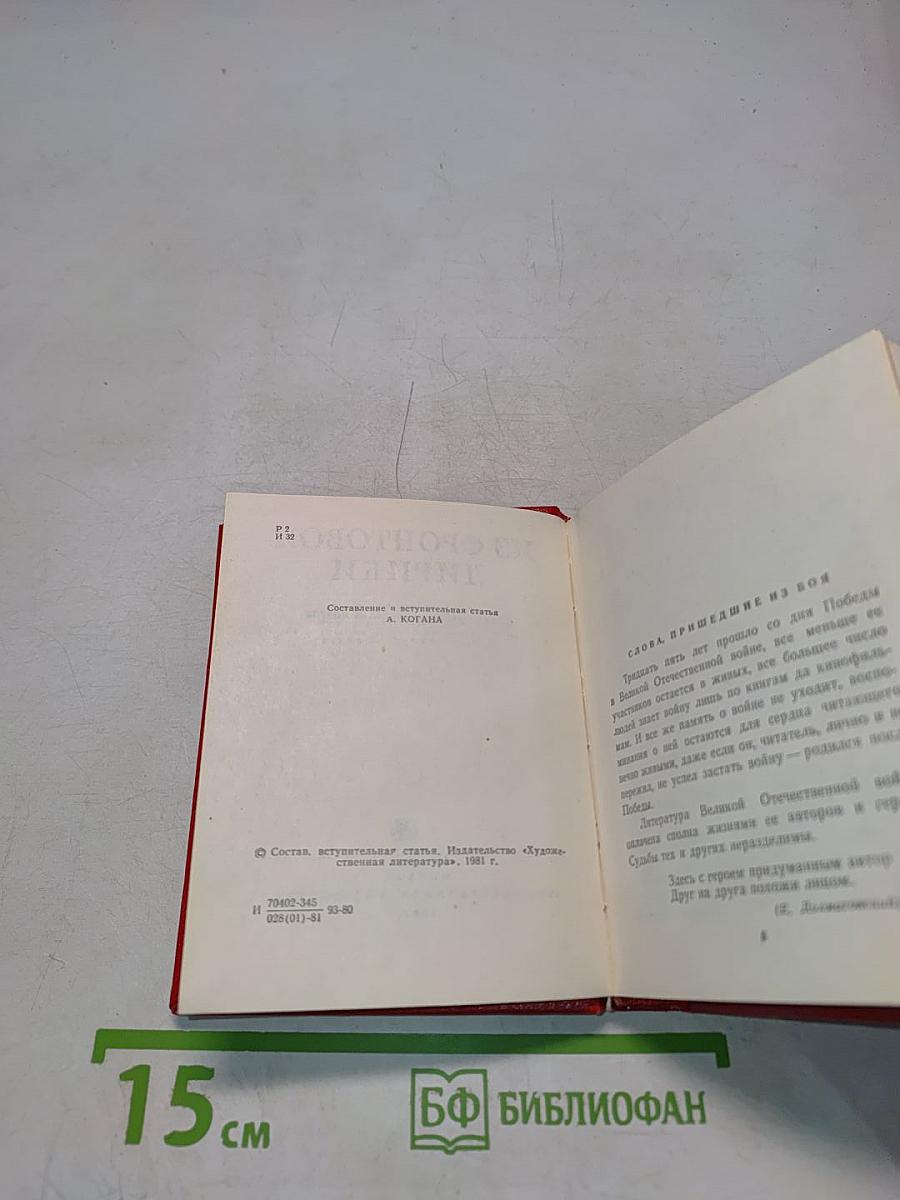 Р 2
И 32
Составление и вступительная статья
А. КОГАНА
© Состав, вступительная статья. Издательство «Художе-
ственная литература», 1981 г.
И 70402-345 93-80
028(01)-81
СЛОВА, ПРИШЕДШИЕ ИЗ БОЯ
Тридцать пять лет прошло со дня Победы
в Великой Отечественной войне, все меньше ее
участников остается в живых, все большее число
людей знает войну лишь по книгам да кинофиль-
мам. И все же память о войне не уходит, воспо-
минания о ней остаются для сердца читающего
вечно живыми, даже если он, читатель, лично и не
пережил, не успел застать войну — родился
Победы.
Литература Великой Отечественной
оплачена сполна жизнями ее авторов и
Судьбы тех и других неразделимы.
Здесь с героем придуманным автор
Друг на друга похожи лицом.
15 см
БФ БИБЛИОФАН